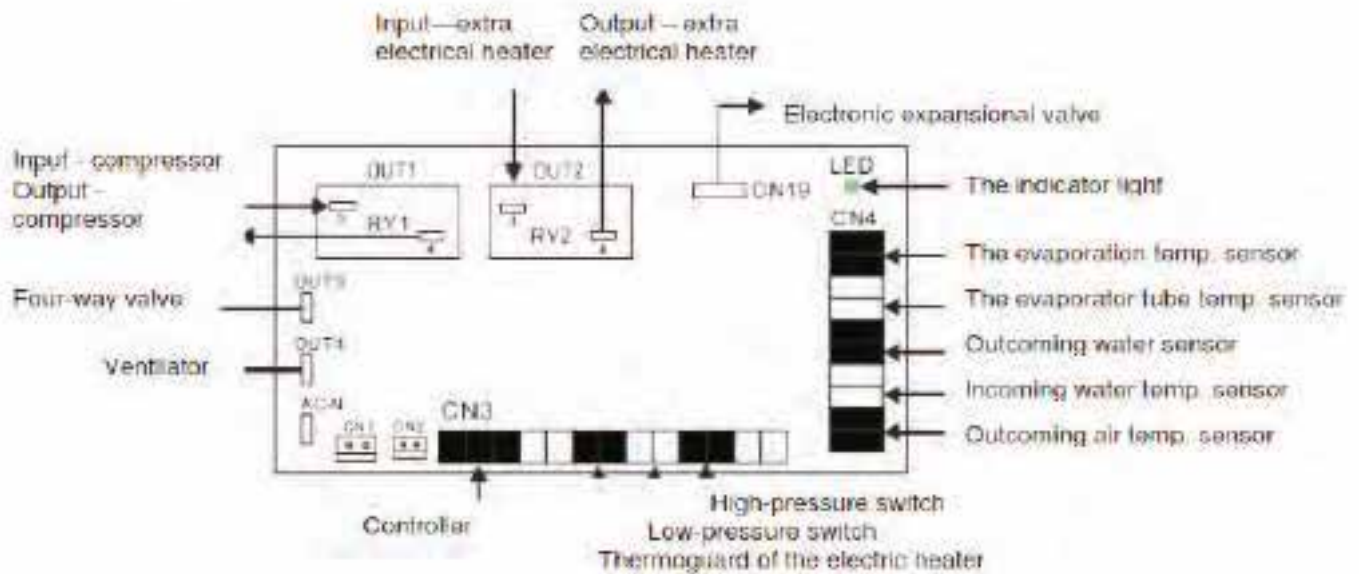 Input—extra
electrical heater
Output – extra
electrical heater
Electronic expansional valve
Input - compressor
Output –
compressor
OUT1
OUT2
RY1
RY2
CN19
LED
The indicator light
CN4
The evaporation temp. sensor
The evaporator tube temp. sensor
Outcoming water sensor
Incoming water temp. sensor
Outcoming air temp. sensor
Four-way valve
OUT3
Ventilator
OUT4
AC-N
CN1
CN2
CN3
Controller
High-pressure switch
Low-pressure switch
Thermoguard of the electric heater